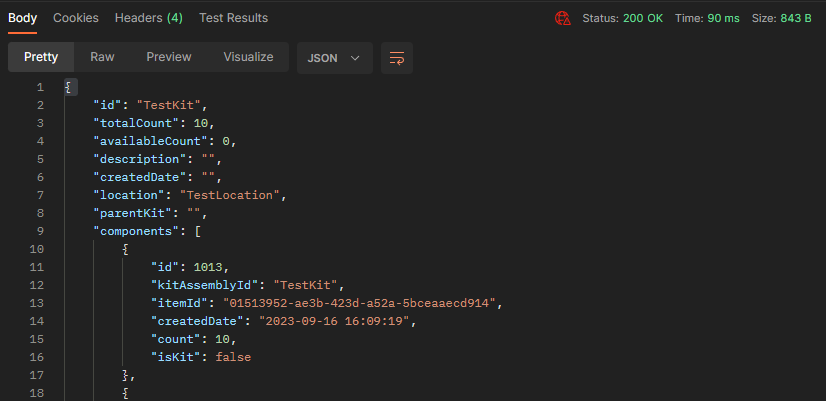 Body Cookies Headers (4) Test Results Status: 200 OK Time: 90 ms Size: 843 B
Pretty Raw Preview Visualize JSON
1 {
2 "id": "TestKit",
3 "totalCount": 10,
4 "availableCount": 0,
5 "description": "",
6 "createdDate": "",
7 "location": "TestLocation",
8 "parentKit": "",
9 "components": [
10 {
11 "id": 1013,
12 "kitAssemblyId": "TestKit",
13 "itemId": "01513952-ae3b-423d-a52a-5bceaaecd914",
14 "createdDate": "2023-09-16 16:09:19",
15 "count": 10,
16 "isKit": false
17 },
18 {